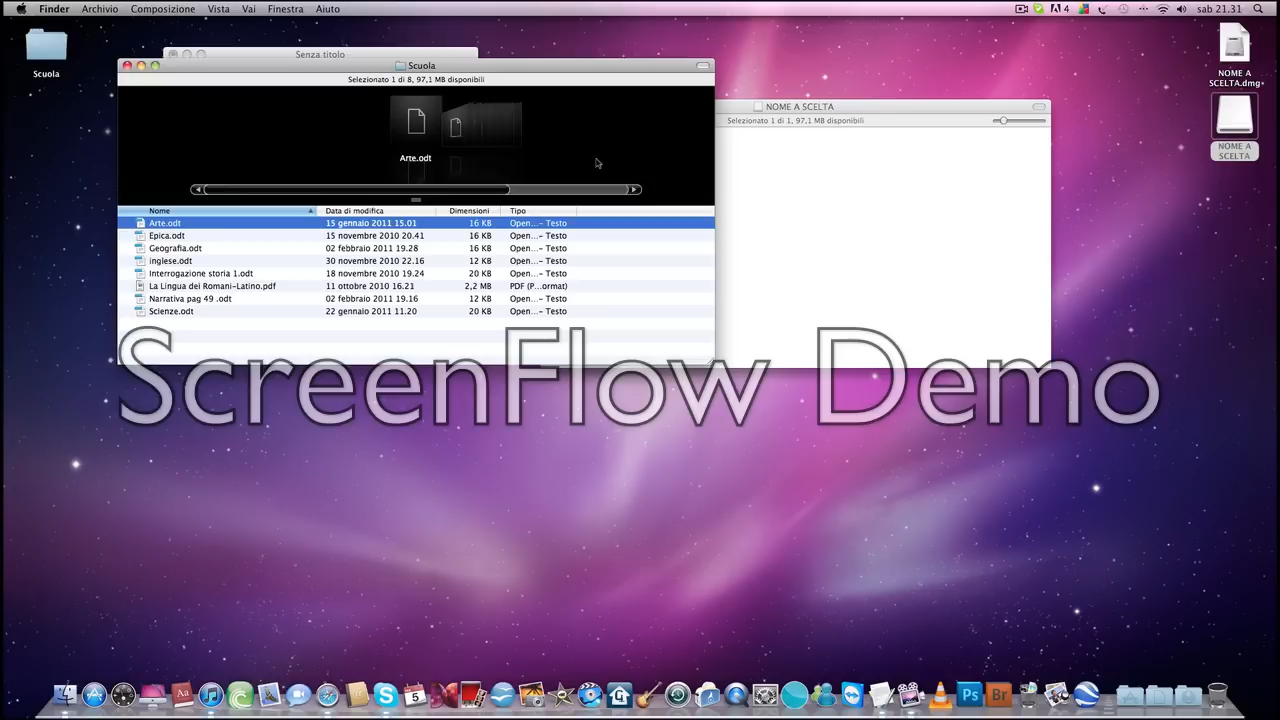 Finder Archivio Composizione Vista Vai Finestra Aiuto
4 sab 21.31
Scuola
NOME A
SCELTA.dmg
NOME A
SCELTA
Senza titolo
Scuola
Selezionato 1 di 8, 97,1 MB disponibili
Arte.odt
Nome Data di modifica Dimensioni Tipo
Arte.odt 15 gennaio 2011 15.01 16 KB Open...- Testo
Epica.odt 15 novembre 2010 20.41 16 KB Open...- Testo
Geografia.odt 02 febbraio 2011 19.28 16 KB Open...- Testo
inglese.odt 30 novembre 2010 22.16 12 KB Open...- Testo
Interrogazione storia 1.odt 18 novembre 2010 19.24 20 KB Open...- Testo
La Lingua dei Romani-Latino.pdf 11 ottobre 2010 16.21 2,2 MB PDF (P...ormat)
Narrativa pag 49 .odt 02 febbraio 2011 19.16 12 KB Open...- Testo
Scienze.odt 22 gennaio 2011 11.20 20 KB Open...- Testo
NOME A SCELTA
Selezionato 1 di 1, 97,1 MB disponibili
ScreenFlow Demo
Aa
5
Ps
Br